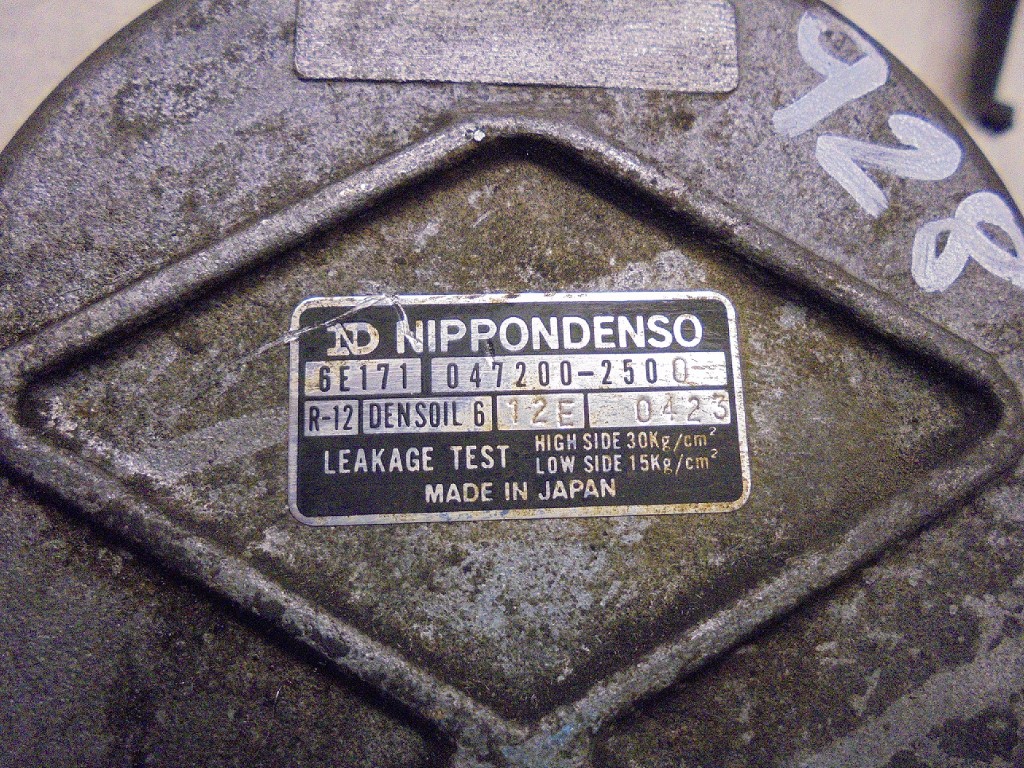 928
ND NIPPONDENSO
6E171 047200-2500
R-12 DENSOIL 6 12E 0423
LEAKAGE TEST HIGH SIDE 30Kg/cm²
LOW SIDE 15Kg/cm²
MADE IN JAPAN